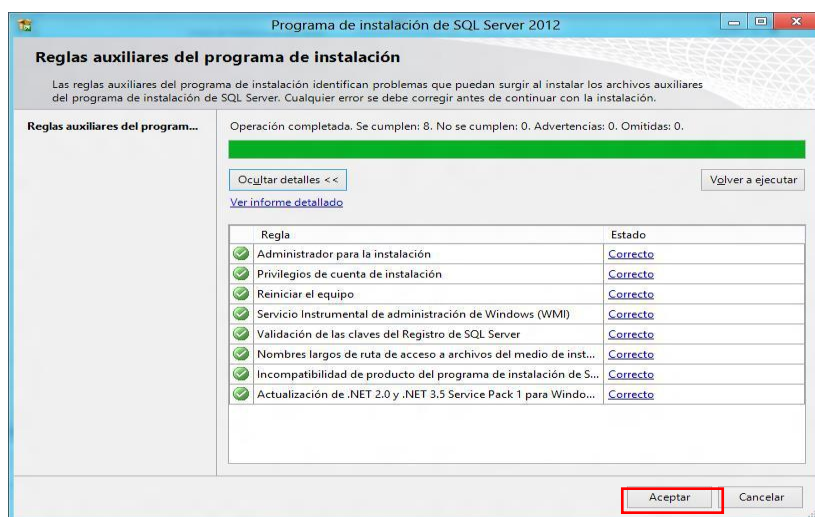 Programa de instalación de SQL Server 2012
Reglas auxiliares del programa de instalación
Las reglas auxiliares del programa de instalación identifican problemas que puedan surgir al instalar los archivos auxiliares
del programa de instalación de SQL Server. Cualquier error se debe corregir antes de continuar con la instalación.
Reglas auxiliares del program...
Operación completada. Se cumplen: 8. No se cumplen: 0. Advertencias: 0. Omitidas: 0.
Ocultar detalles <<
Volver a ejecutar
Ver informe detallado
Regla Estado
Administrador para la instalación Correcto
Privilegios de cuenta de instalación Correcto
Reiniciar el equipo Correcto
Servicio Instrumental de administración de Windows (WMI) Correcto
Validación de las claves del Registro de SQL Server Correcto
Nombres largos de ruta de acceso a archivos del medio de inst... Correcto
Incompatibilidad de producto del programa de instalación de S... Correcto
Actualización de .NET 2.0 y .NET 3.5 Service Pack 1 para Windo... Correcto
Aceptar Cancelar